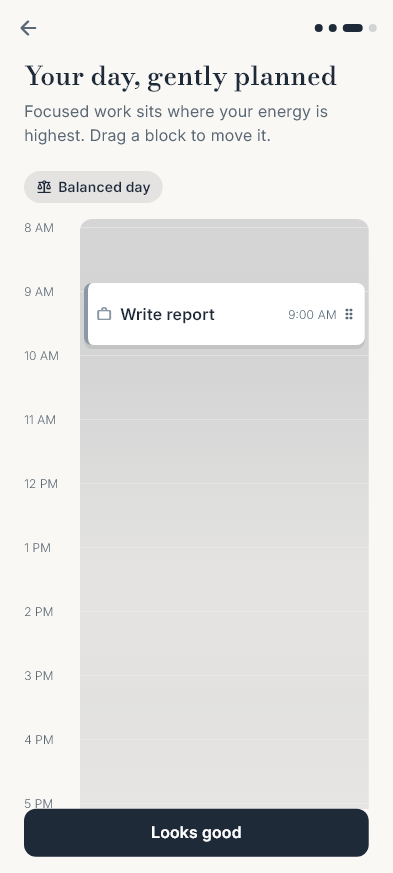 Your day, gently planned
Focused work sits where your energy is
highest. Drag a block to move it.
Balanced day
8 AM
9 AM
Write report 9:00 AM
10 AM
11 AM
12 PM
1 PM
2 PM
3 PM
4 PM
5 PM
Looks good